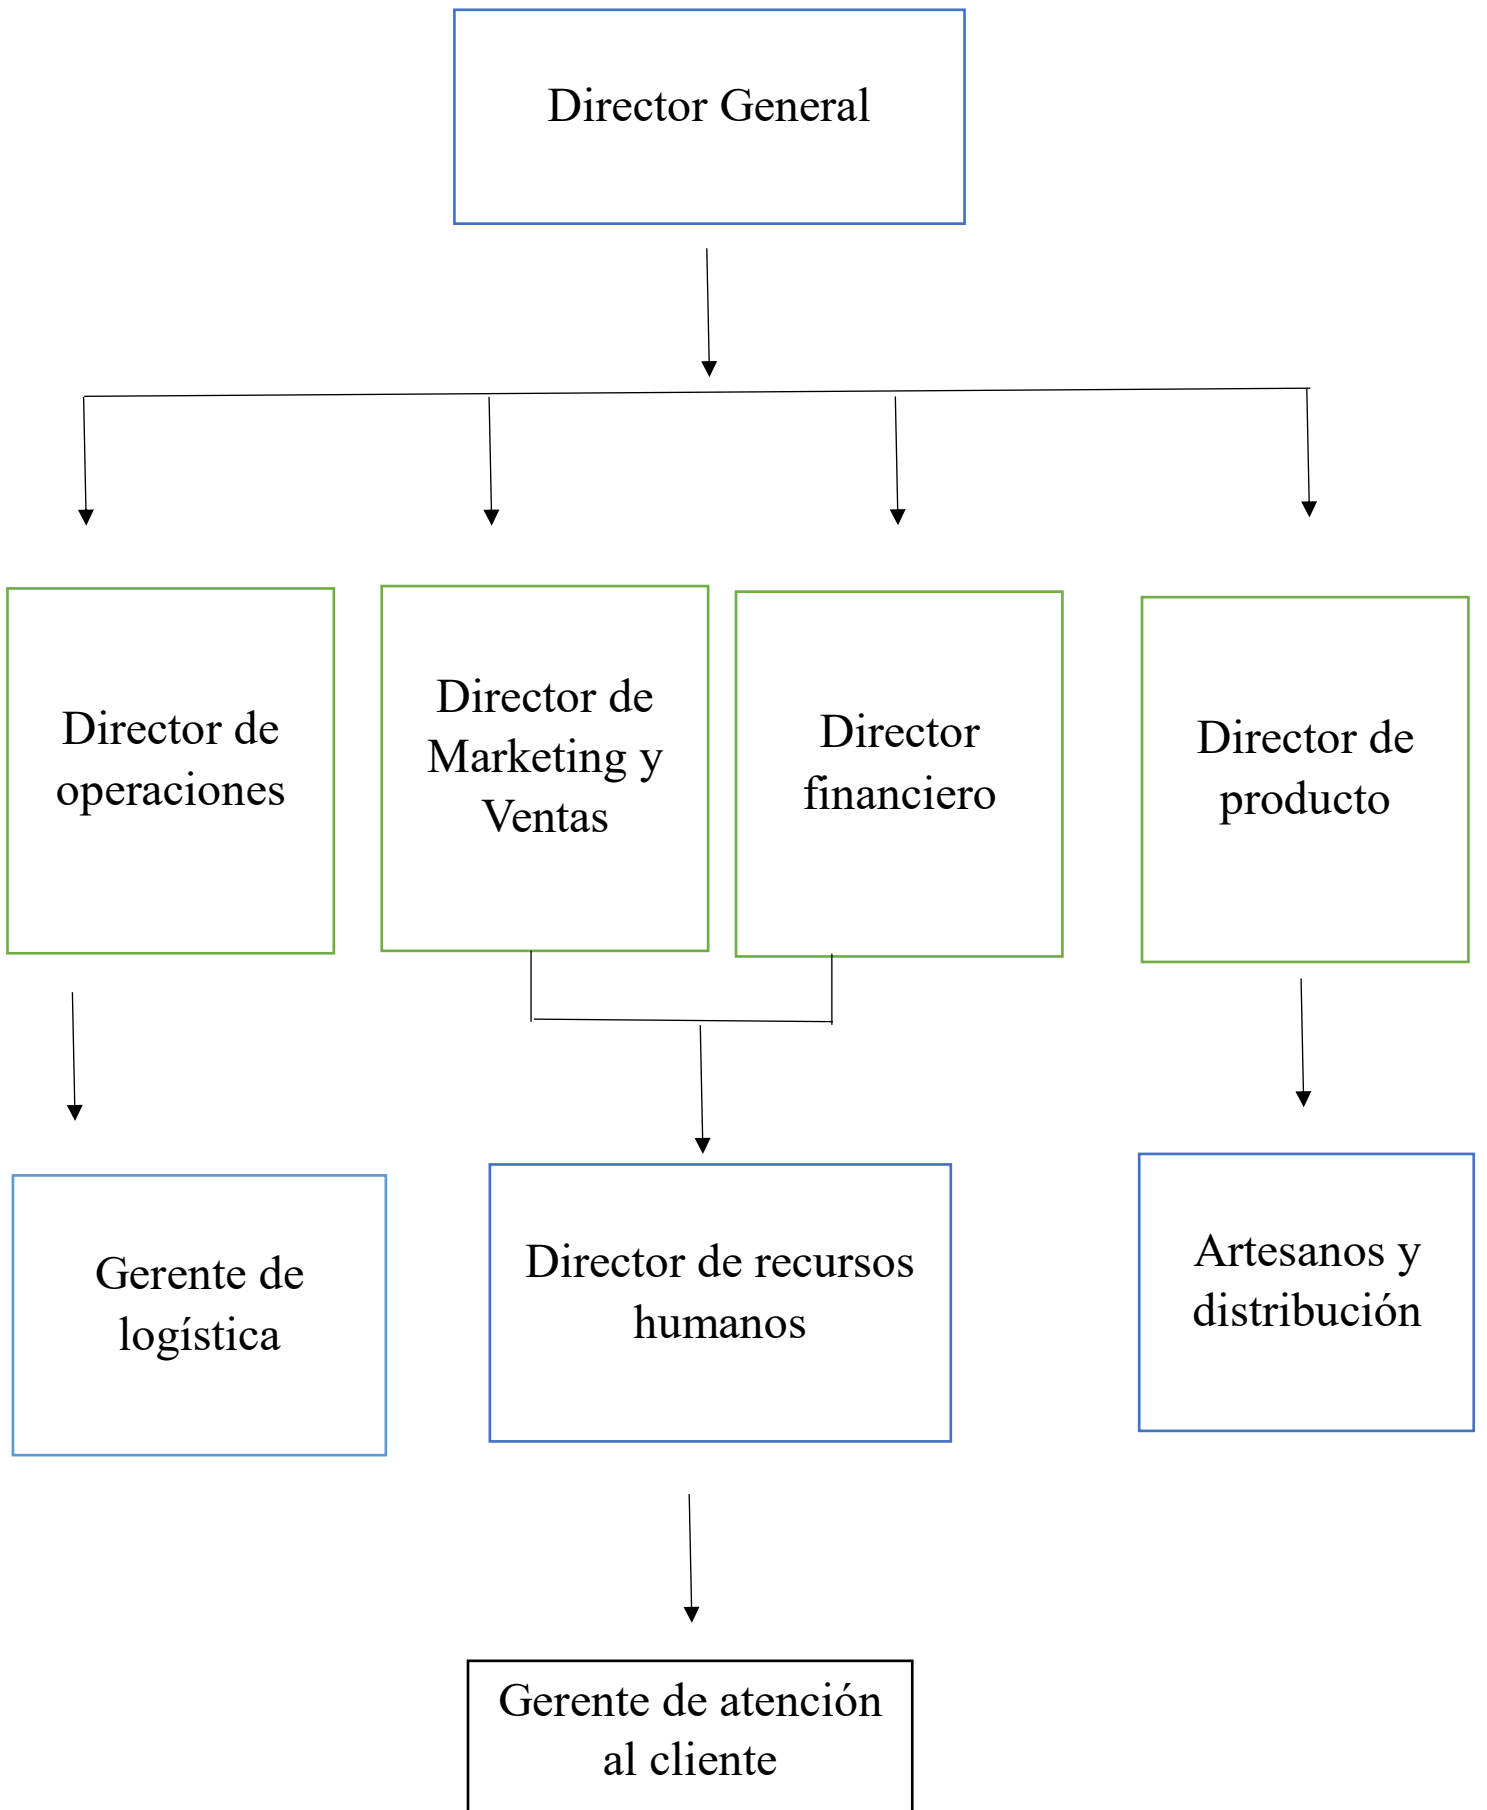 Director General
Director de
operaciones
Director de
Marketing y
Ventas
Director
financiero
Director de
producto
Gerente de
logística
Director de recursos
humanos
Artesanos y
distribución
Gerente de atención
al cliente